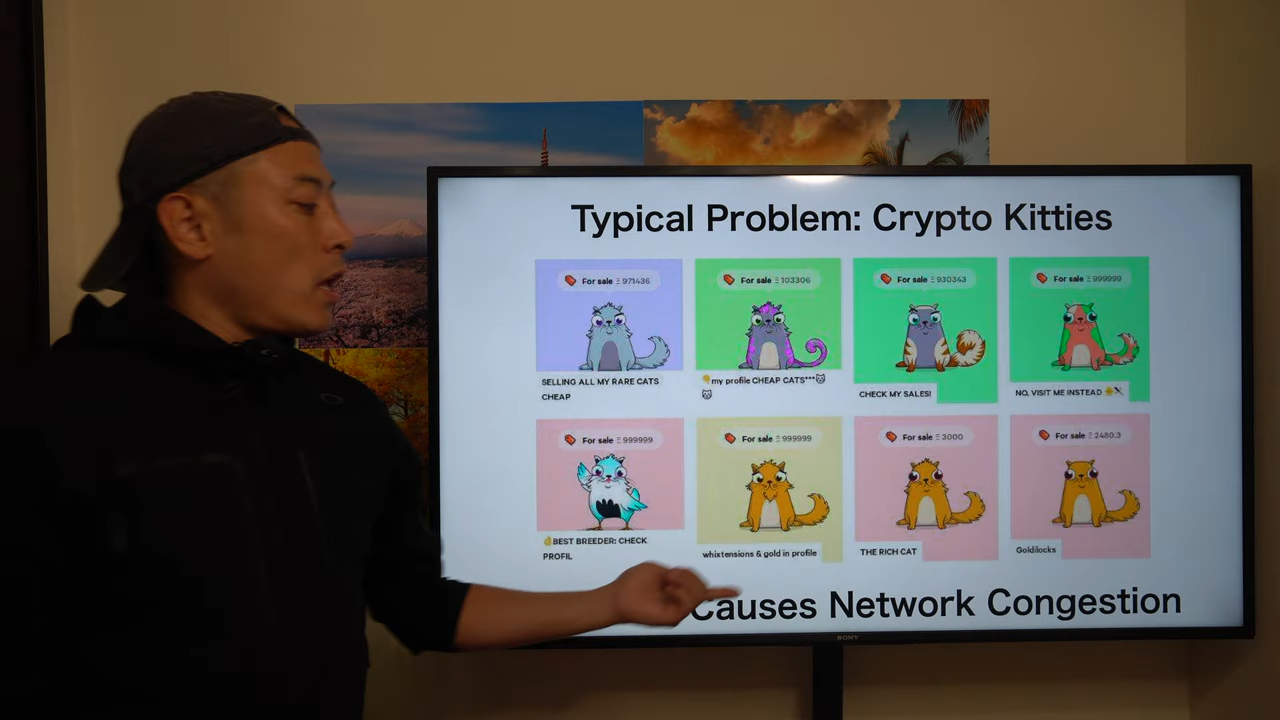 Typical Problem: Crypto Kitties
For sale Ξ 971436
For sale Ξ 103306
For sale Ξ 930343
For sale Ξ 999999
SELLING ALL MY RARE CATS
CHEAP
my profile CHEAP CATS***
CHECK MY SALES!
NO, VISIT ME INSTEAD
For sale Ξ 999999
For sale Ξ 999999
For sale Ξ 3000
For sale Ξ 2480.3
👌BEST BREEDER: CHECK
PROFIL
whixtensions & gold in profile
THE RICH CAT
Goldilocks
Causes Network Congestion
SONY